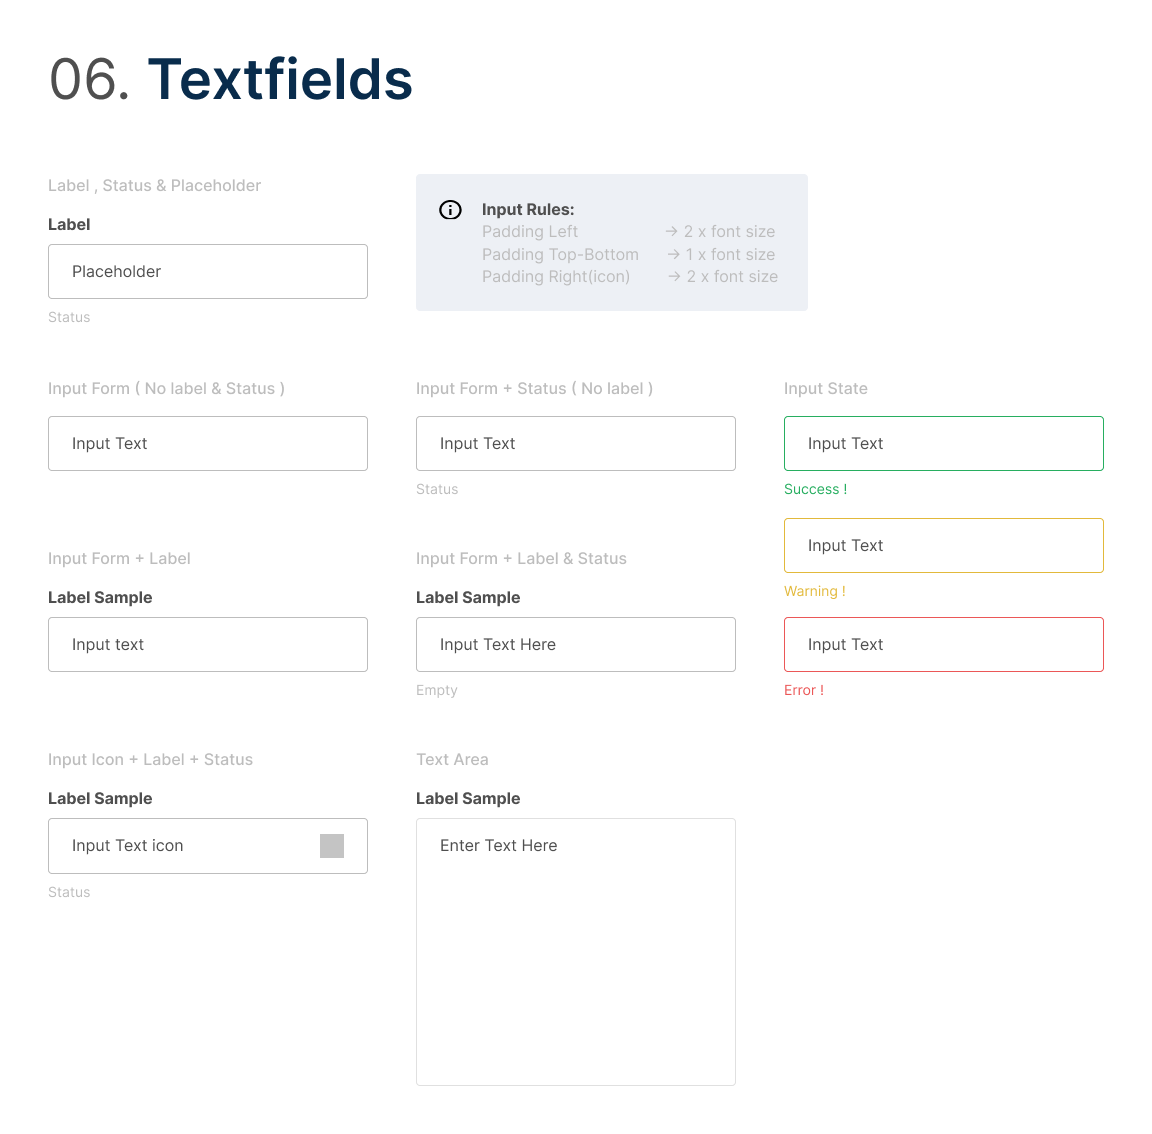 06. Textfields
Label , Status & Placeholder
Label
Placeholder
Status
Input Rules:
Padding Left → 2 x font size
Padding Top-Bottom → 1 x font size
Padding Right(icon) → 2 x font size
Input Form ( No label & Status )
Input Text
Input Form + Status ( No label )
Input Text
Status
Input State
Input Text
Success !
Input Text
Warning !
Input Text
Error !
Input Form + Label
Label Sample
Input text
Input Form + Label & Status
Label Sample
Input Text Here
Empty
Input Icon + Label + Status
Label Sample
Input Text icon
Status
Text Area
Label Sample
Enter Text Here